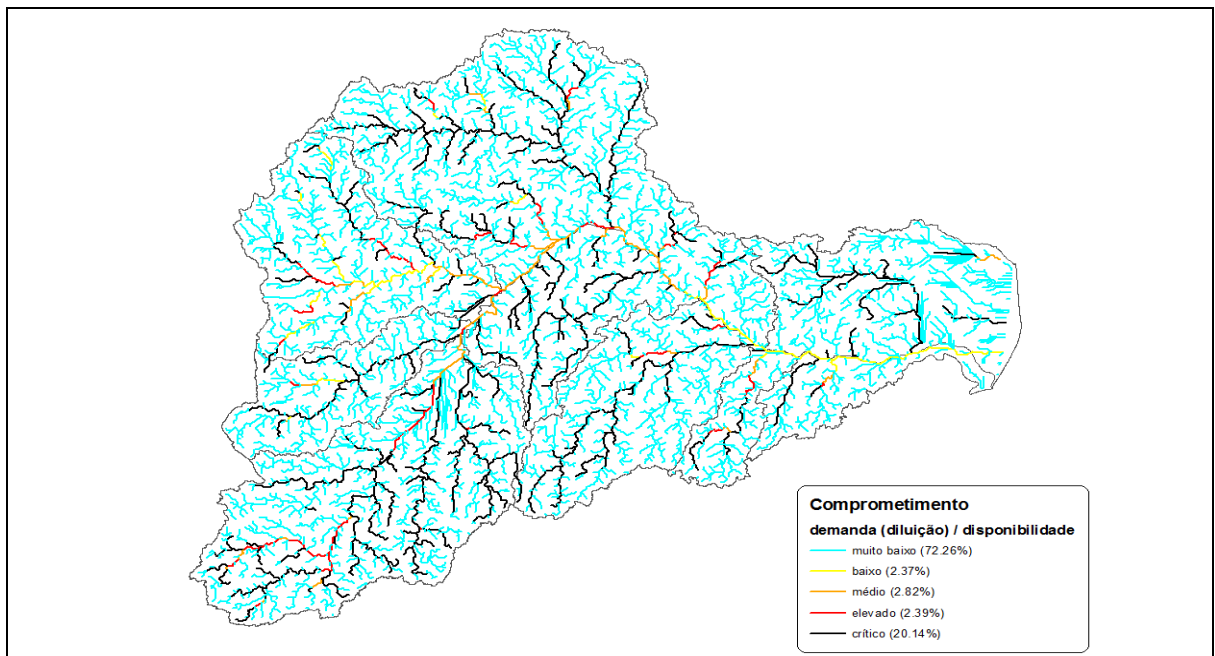 Comprometimento
demanda (diluição) / disponibilidade
muito baixo (72.26%)
baixo (2.37%)
médio (2.82%)
elevado (2.39%)
crítico (20.14%)